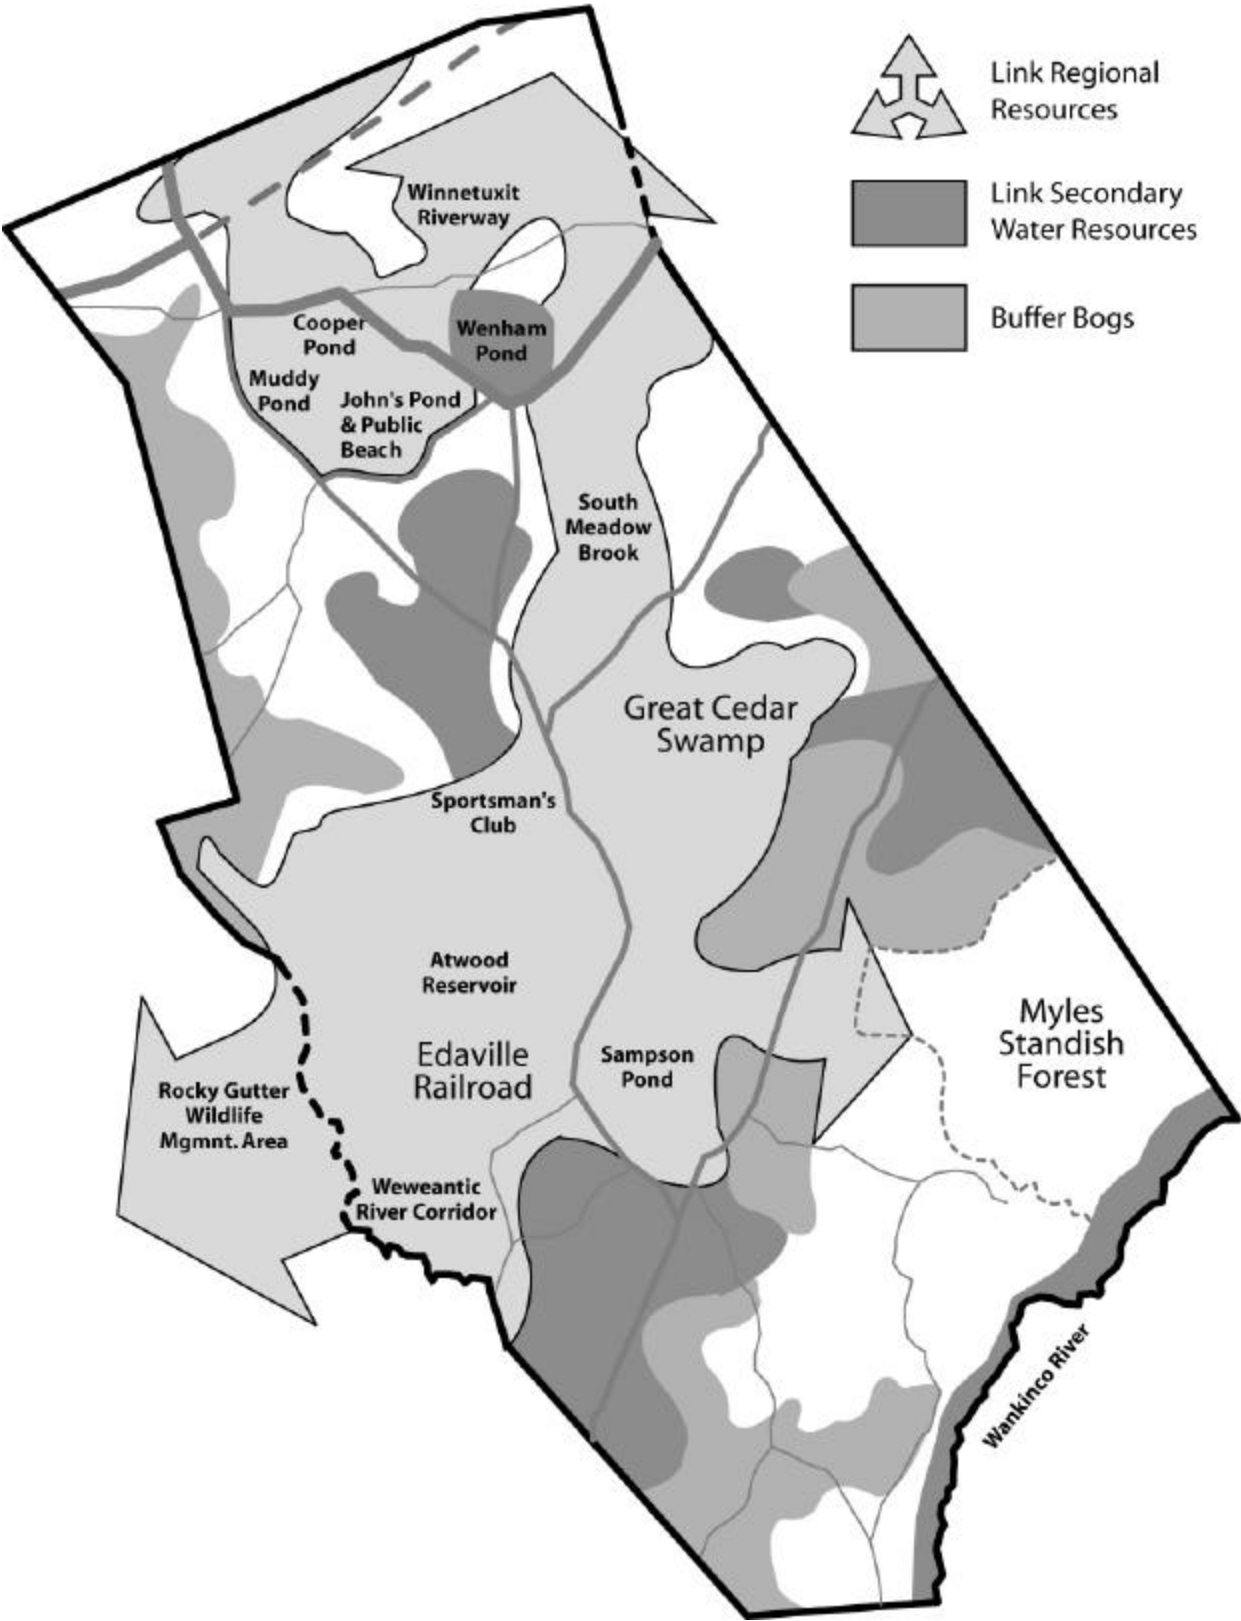 Link Regional
Resources
Link Secondary
Water Resources
Buffer Bogs
Winnetuxit
Riverway
Cooper
Pond
Wenham
Pond
Muddy
Pond
John's Pond
& Public
Beach
South
Meadow
Brook
Great Cedar
Swamp
Sportsman's
Club
Atwood
Reservoir
Edaville
Railroad
Sampson
Pond
Myles
Standish
Forest
Rocky Gutter
Wildlife
Mgmnt. Area
Weweantic
River Corridor
Wankinco River